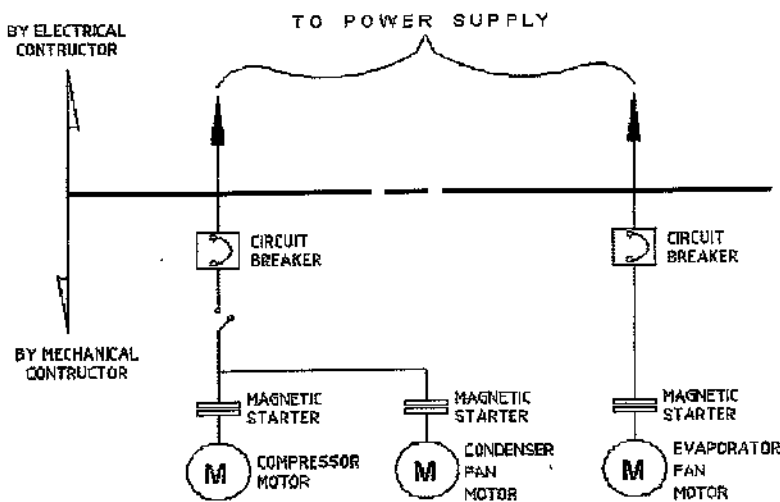 TO POWER SUPPLY
BY ELECTRICAL
CONTRUCTOR
CIRCUIT
BREAKER
CIRCUIT
BREAKER
BY MECHANICAL
CONTRUCTOR
MAGNETIC
STARTER
MAGNETIC
STARTER
MAGNETIC
STARTER
M
COMPRESSOR
MOTOR
M
CONDENSER
FAN
MOTOR
M
EVAPORATOR
FAN
MOTOR